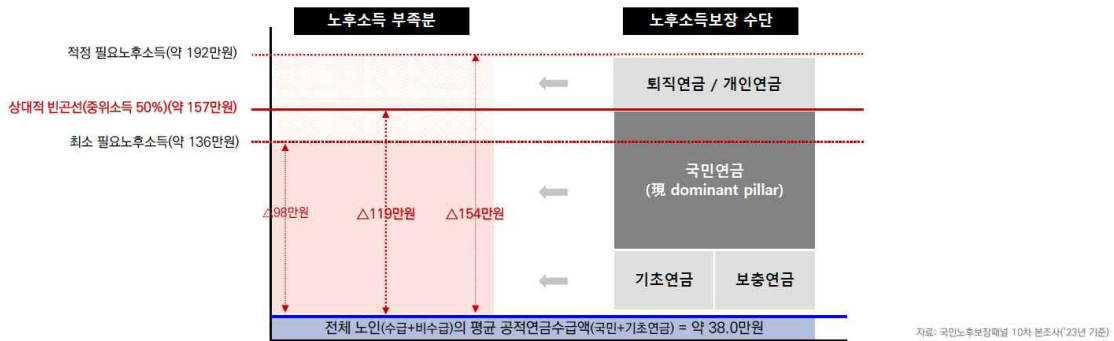 노후소득 부족분
노후소득보장 수단
적정 필요노후소득(약 192만원)
퇴직연금 / 개인연금
상대적 빈곤선(중위소득 50%)(약 157만원)
최소 필요노후소득(약 136만원)
국민연금
(現 dominant pillar)
△98만원
△119만원
△154만원
기초연금
보충연금
전체 노인(수급+비수급)의 평균 공적연금수급액(국민+기초연금) = 약 38.0만원
자료: 국민노후보장패널 10차 본조사('23년 기준)